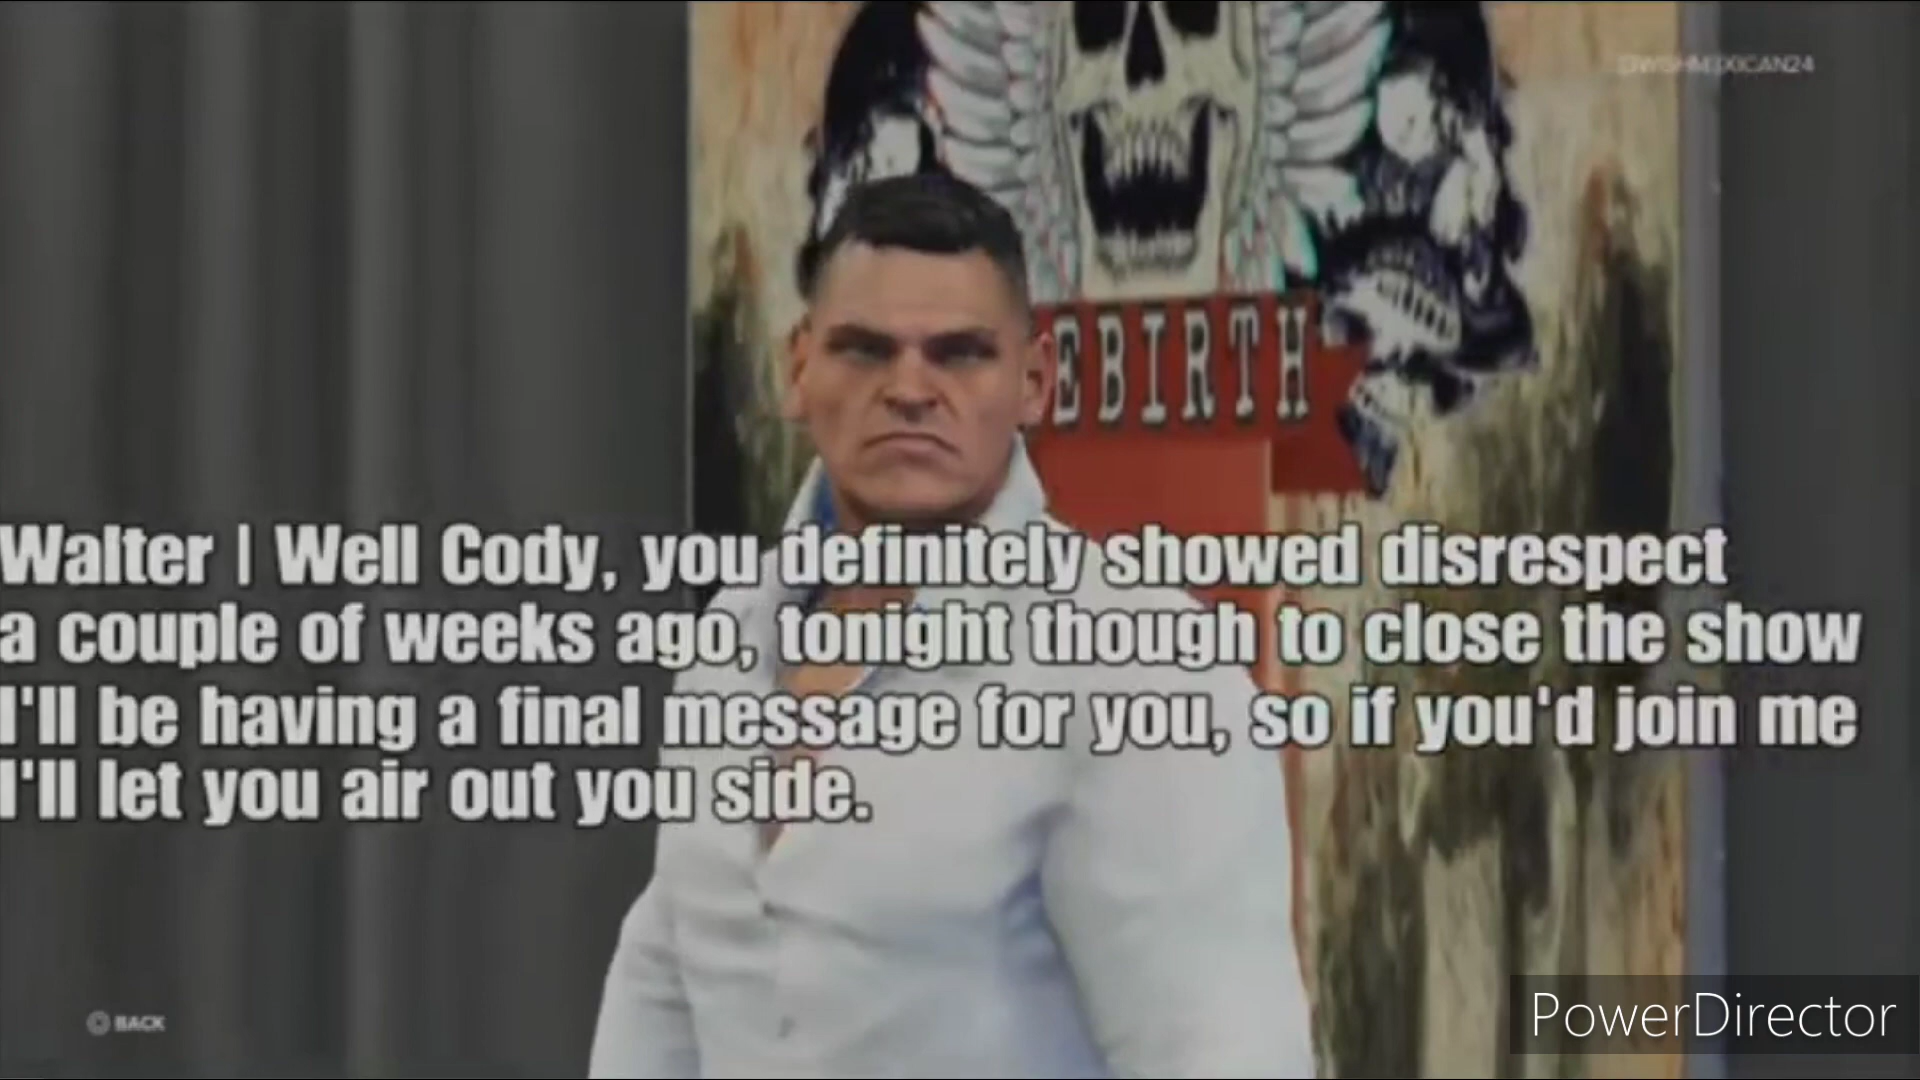 EBIRTH
Walter | Well Cody, you definitely showed disrespect
a couple of weeks ago, tonight though to close the show
I'll be having a final message for you, so if you'd join me
I'll let you air out you side.
BACK
PowerDirector